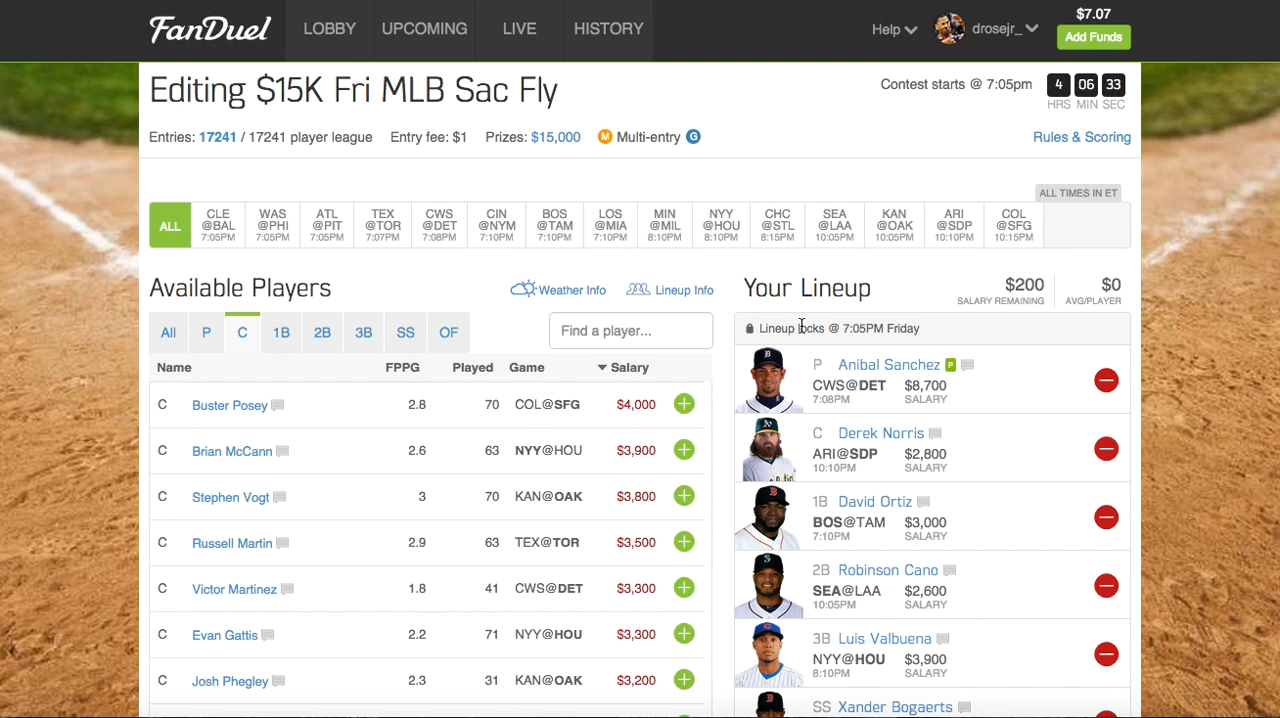 FanDuel LOBBY UPCOMING LIVE HISTORY Help drosejr_ $7.07
Add Funds
Editing $15K Fri MLB Sac Fly
Contest starts @ 7:05pm 4 06 33
HRS MIN SEC
Entries: 17241 / 17241 player league Entry fee: $1 Prizes: $15,000 M Multi-entry G Rules & Scoring
ALL TIMES IN ET
ALL
CLE @BAL 7:05PM
WAS @PHI 7:05PM
ATL @PIT 7:05PM
TEX @TOR 7:07PM
CWS @DET 7:08PM
CIN @NYM 7:10PM
BOS @TAM 7:10PM
LOS @MIA 7:10PM
MIN @MIL 8:10PM
NYY @HOU 8:10PM
CHC @STL 8:15PM
SEA @LAA 10:05PM
KAN @OAK 10:05PM
ARI @SDP 10:10PM
COL @SFG 10:15PM
Available Players Weather Info Lineup Info
All P C 1B 2B 3B SS OF Find a player...
Name FPPG Played Game Salary
C Buster Posey 2.8 70 COL@SFG $4,000
C Brian McCann 2.6 63 NYY@HOU $3,900
C Stephen Vogt 3 70 KAN@OAK $3,800
C Russell Martin 2.9 63 TEX@TOR $3,500
C Victor Martinez 1.8 41 CWS@DET $3,300
C Evan Gattis 2.2 71 NYY@HOU $3,300
C Josh Phegley 2.3 31 KAN@OAK $3,200
Your Lineup $200 $0
SALARY REMAINING AVG/PLAYER
Lineup locks @ 7:05PM Friday
P Anibal Sanchez P
CWS@DET $8,700
7:08PM SALARY
C Derek Norris
ARI@SDP $2,800
10:10PM SALARY
1B David Ortiz
BOS@TAM $3,000
7:10PM SALARY
2B Robinson Cano
SEA@LAA $2,600
10:05PM SALARY
3B Luis Valbuena
NYY@HOU $3,900
8:10PM SALARY
SS Xander Bogaerts